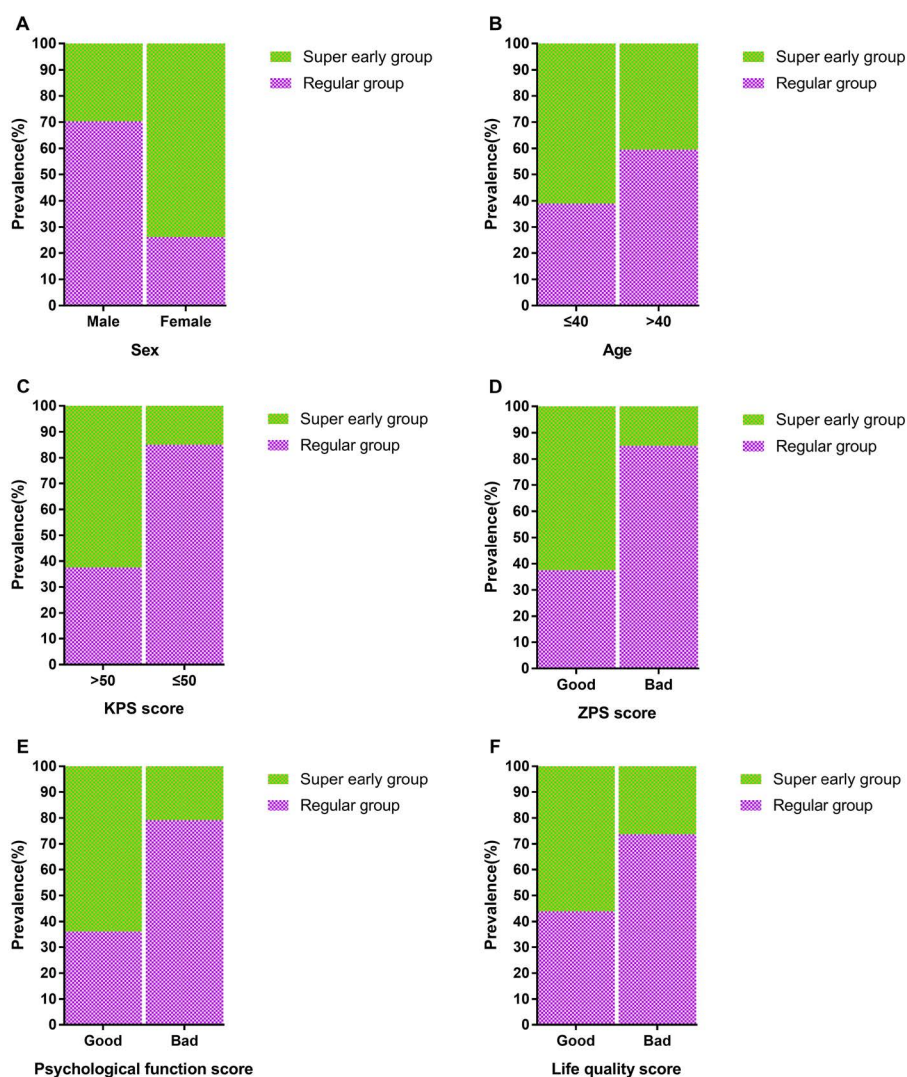 A
100
90
80
70
60
50
40
30
20
10
0
Prevalence(%)
Male Female
Sex
Super early group
Regular group
B
100
90
80
70
60
50
40
30
20
10
0
Prevalence(%)
≤40 >40
Age
Super early group
Regular group
C
100
90
80
70
60
50
40
30
20
10
0
Prevalence(%)
>50 ≤50
KPS score
Super early group
Regular group
D
100
90
80
70
60
50
40
30
20
10
0
Prevalence(%)
Good Bad
ZPS score
Super early group
Regular group
E
100
90
80
70
60
50
40
30
20
10
0
Prevalence(%)
Good Bad
Psychological function score
Super early group
Regular group
F
100
90
80
70
60
50
40
30
20
10
0
Prevalence(%)
Good Bad
Life quality score
Super early group
Regular group